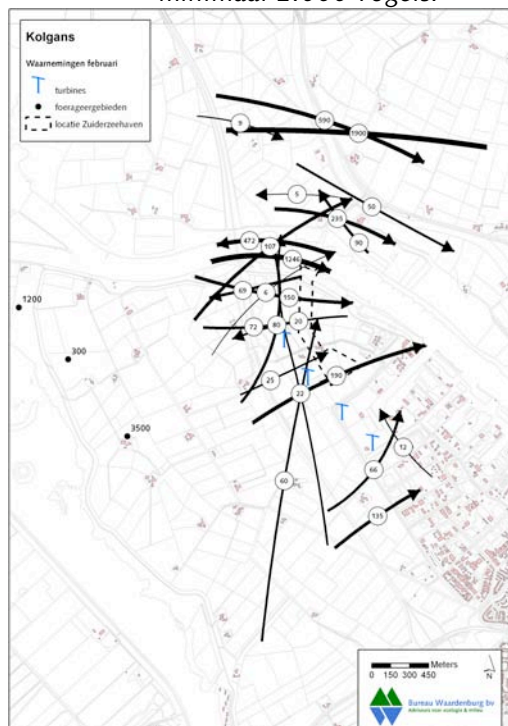 minimaal 2.000 vogels.
Kolgans
Waarnemingen februari
turbines
foerageergebieden
locatie Zuiderzeehaven
9
590
1900
5
50
235
90
472
107
1246
69
6
150
1200
72
80
20
300
25
190
22
3500
12
66
60
135
Meters
0 150 300 450
N
Bureau Waardenburg bv
Adviseurs voor ecologie & milieu